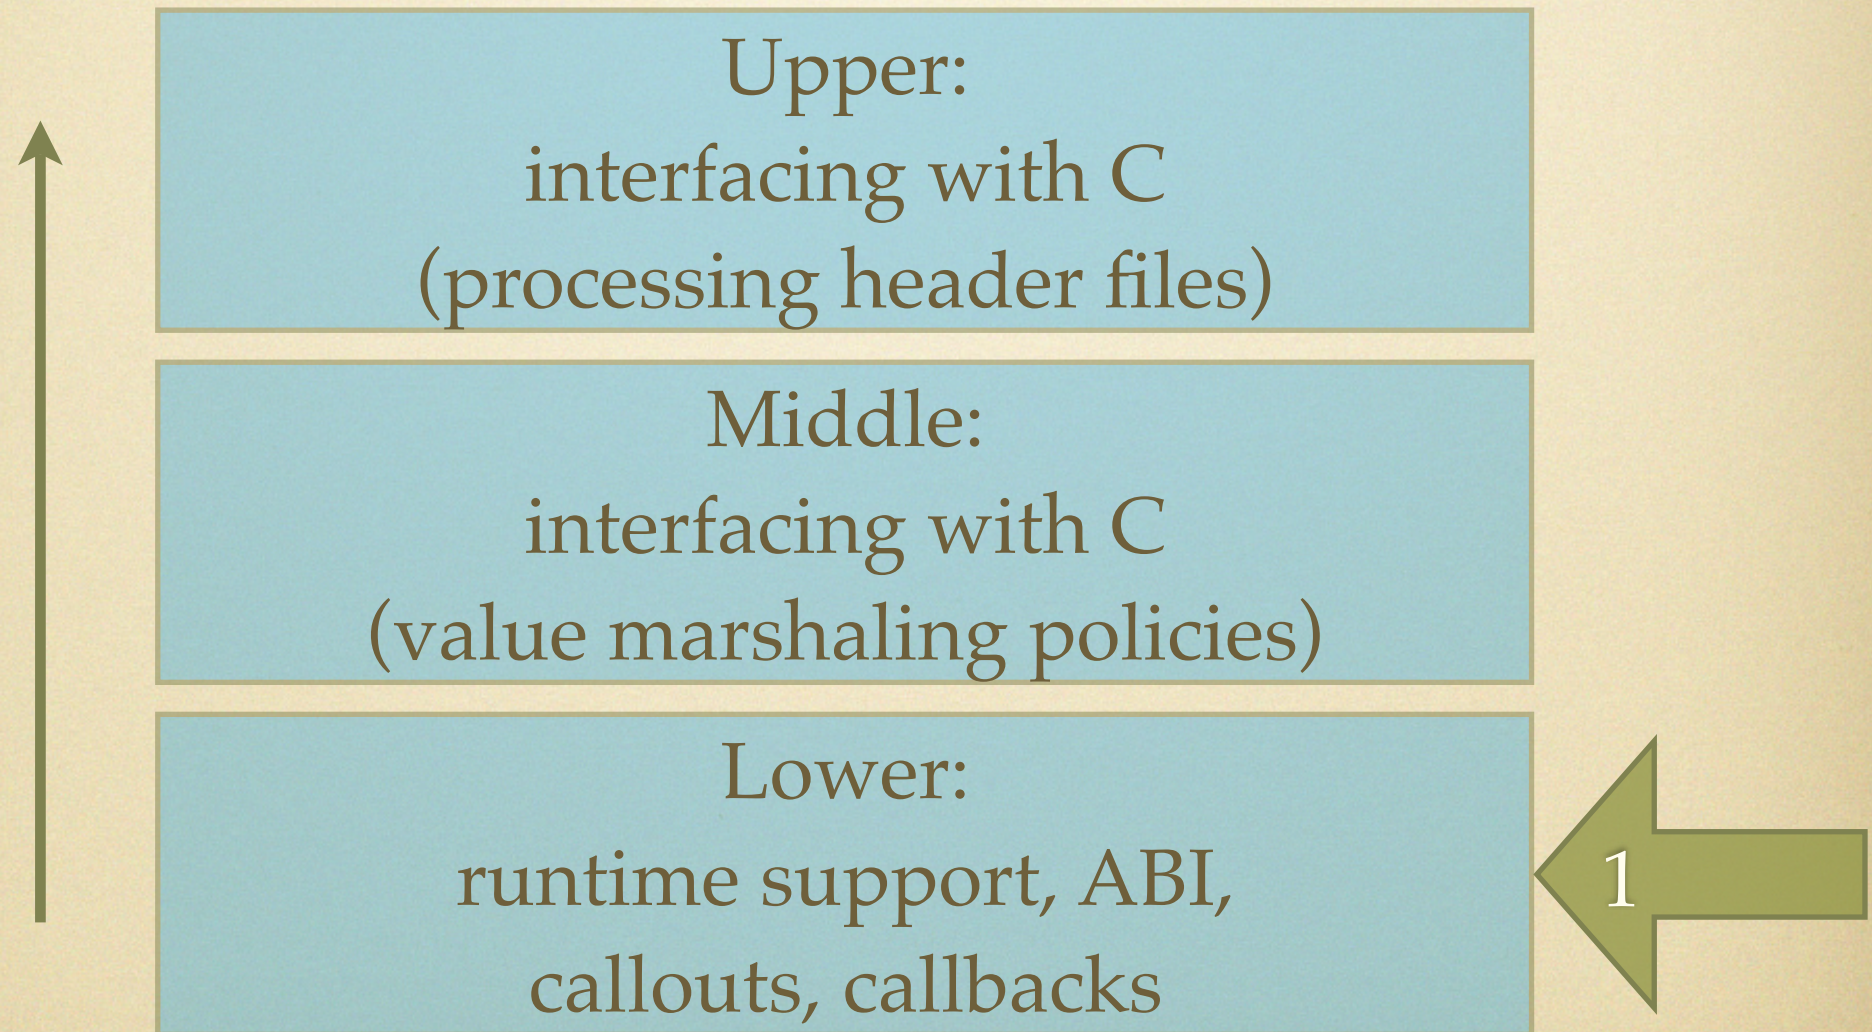 Upper:
interfacing with C
(processing header files)
Middle:
interfacing with C
(value marshaling policies)
Lower:
runtime support, ABI,
callouts, callbacks
1